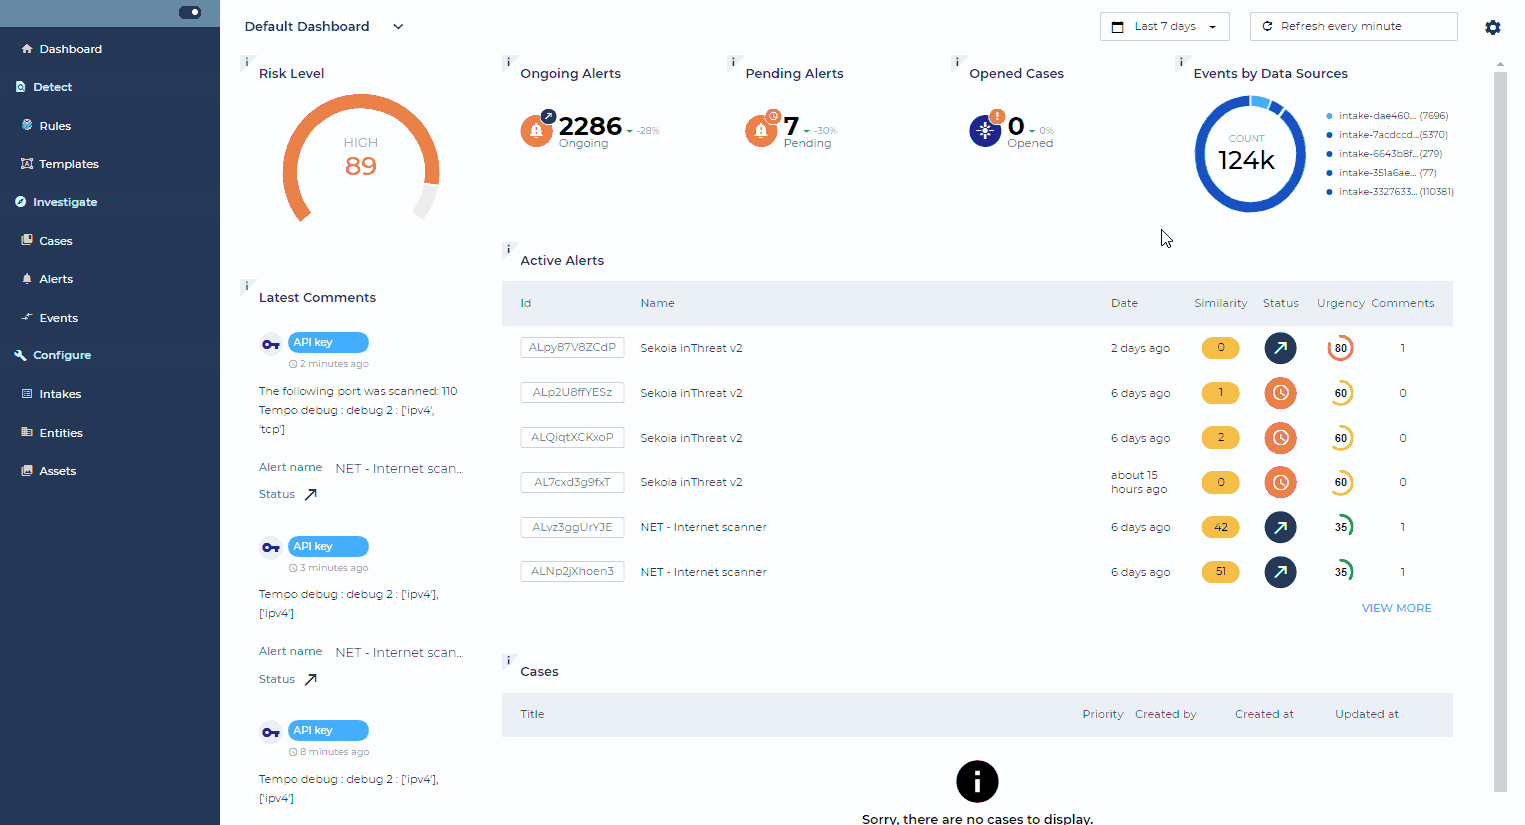 Dashboard
Detect
Rules
Templates
Investigate
Cases
Alerts
Events
Configure
Intakes
Entities
Assets
Default Dashboard
Last 7 days
Refresh every minute
Risk Level
HIGH
89
Ongoing Alerts
2286 -28%
Ongoing
Pending Alerts
7 -30%
Pending
Opened Cases
0 0%
Opened
Events by Data Sources
COUNT
124k
intake-dae460... (7696)
intake-7acdccd... (5370)
intake-6643b8f... (279)
intake-351a6ae... (77)
intake-3327633... (110381)
Latest Comments
API key
2 minutes ago
The following port was scanned: 110
Tempo debug : debug 2 : ['ipv4',
'tcp']
Alert name NET - Internet scan...
Status
API key
3 minutes ago
Tempo debug : debug 2 : ['ipv4'],
['ipv4']
Alert name NET - Internet scan...
Status
API key
8 minutes ago
Tempo debug : debug 2 : ['ipv4'],
['ipv4']
Active Alerts
Id Name Date Similarity Status Urgency Comments
ALpy87V8ZCdP Sekoia inThreat v2 2 days ago 0 80 1
ALp2U8ffYESz Sekoia inThreat v2 6 days ago 1 60 0
ALQiqtXCKxoP Sekoia inThreat v2 6 days ago 2 60 0
AL7cxd3g9fxT Sekoia inThreat v2 about 15 hours ago 0 60 0
ALvz3ggUrYJE NET - Internet scanner 6 days ago 42 35 1
ALNp2jXhoen3 NET - Internet scanner 6 days ago 51 35 1
VIEW MORE
Cases
Title Priority Created by Created at Updated at
Sorry, there are no cases to display.